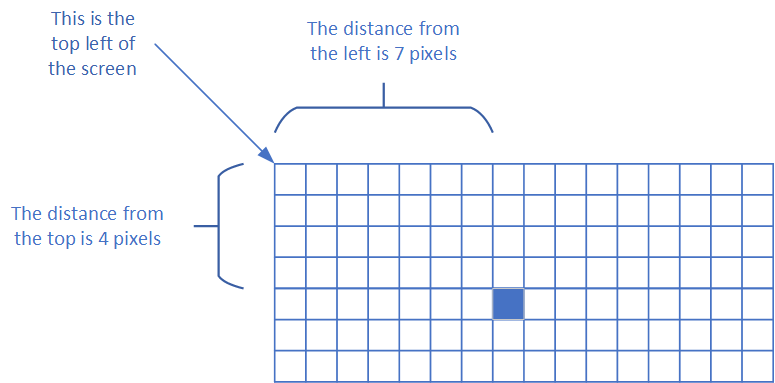 This is the
top left of
the screen
The distance from
the left is 7 pixels
The distance from
the top is 4 pixels